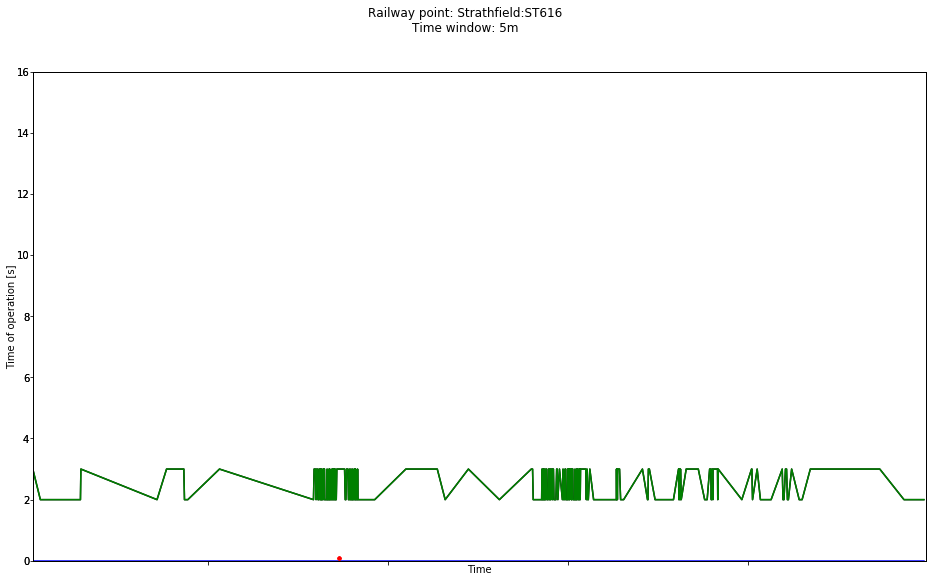 Railway point: Strathfield:ST616
Time window: 5m
16
14
12
10
8
6
4
2
0
Time of operation [s]
Time